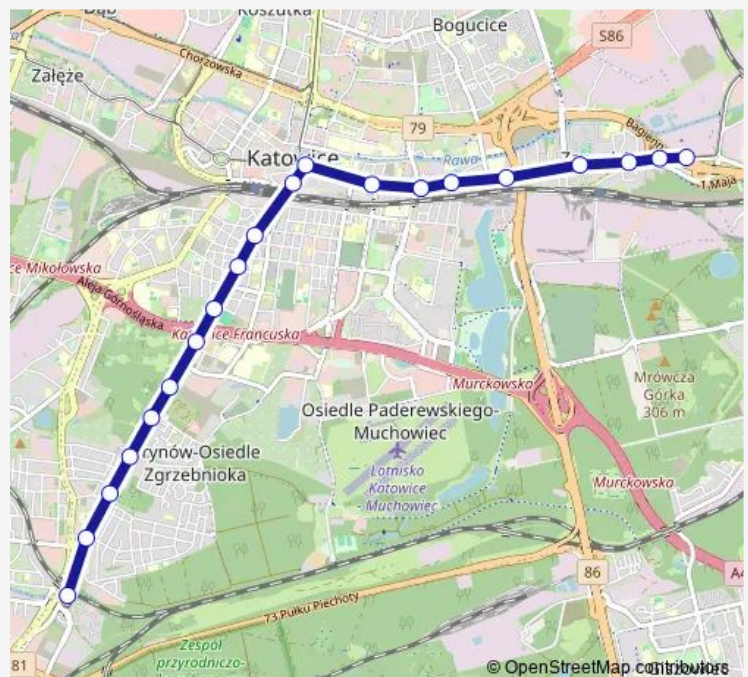 Dąb
Koszutka
Bogucice
S86
Chorzowska
Załęże
79
Katowice
Rawa
Bagienna
1 Maja
ce Mikołowska
Aleja Górnośląska
Katowice Francuska
Murckowska
Mrówcza
Górka
306 m
Osiedle Paderewskiego-
Muchowiec
rynów-Osiedle
Zgrzebnioka
Lotnisko
Katowice
- Muchowiec
Murckowska
86
A4
73 Pułku Piechoty
Zespół
przyrodniczo-
81
© OpenStreetMap contributors